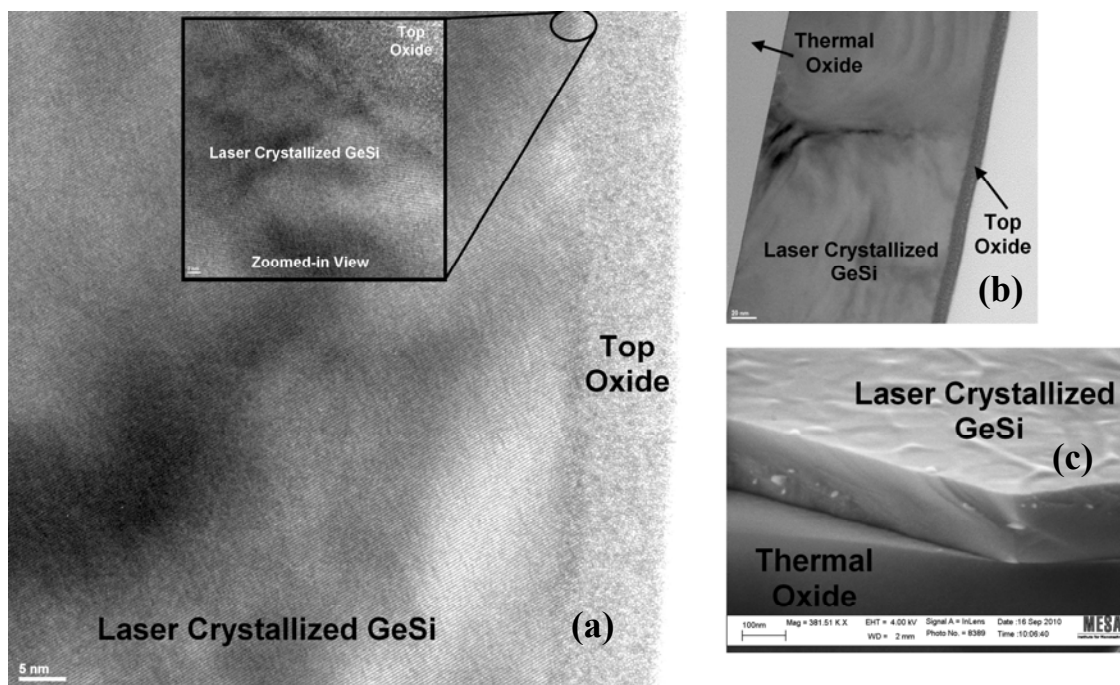 Top
Oxide
Laser Crystallized GeSi
Zoomed-in View
Top
Oxide
Laser Crystallized GeSi
(a)
5 nm
Thermal
Oxide
Top
Oxide
Laser Crystallized
GeSi
(b)
20 nm
Laser Crystallized
GeSi
(c)
Thermal
Oxide
100nm
Mag = 381.51 K X
EHT = 4.00 kV
Signal A = InLens
Date :16 Sep 2010
WD = 2 mm
Photo No. = 8389
Time :10:06:40
MESA